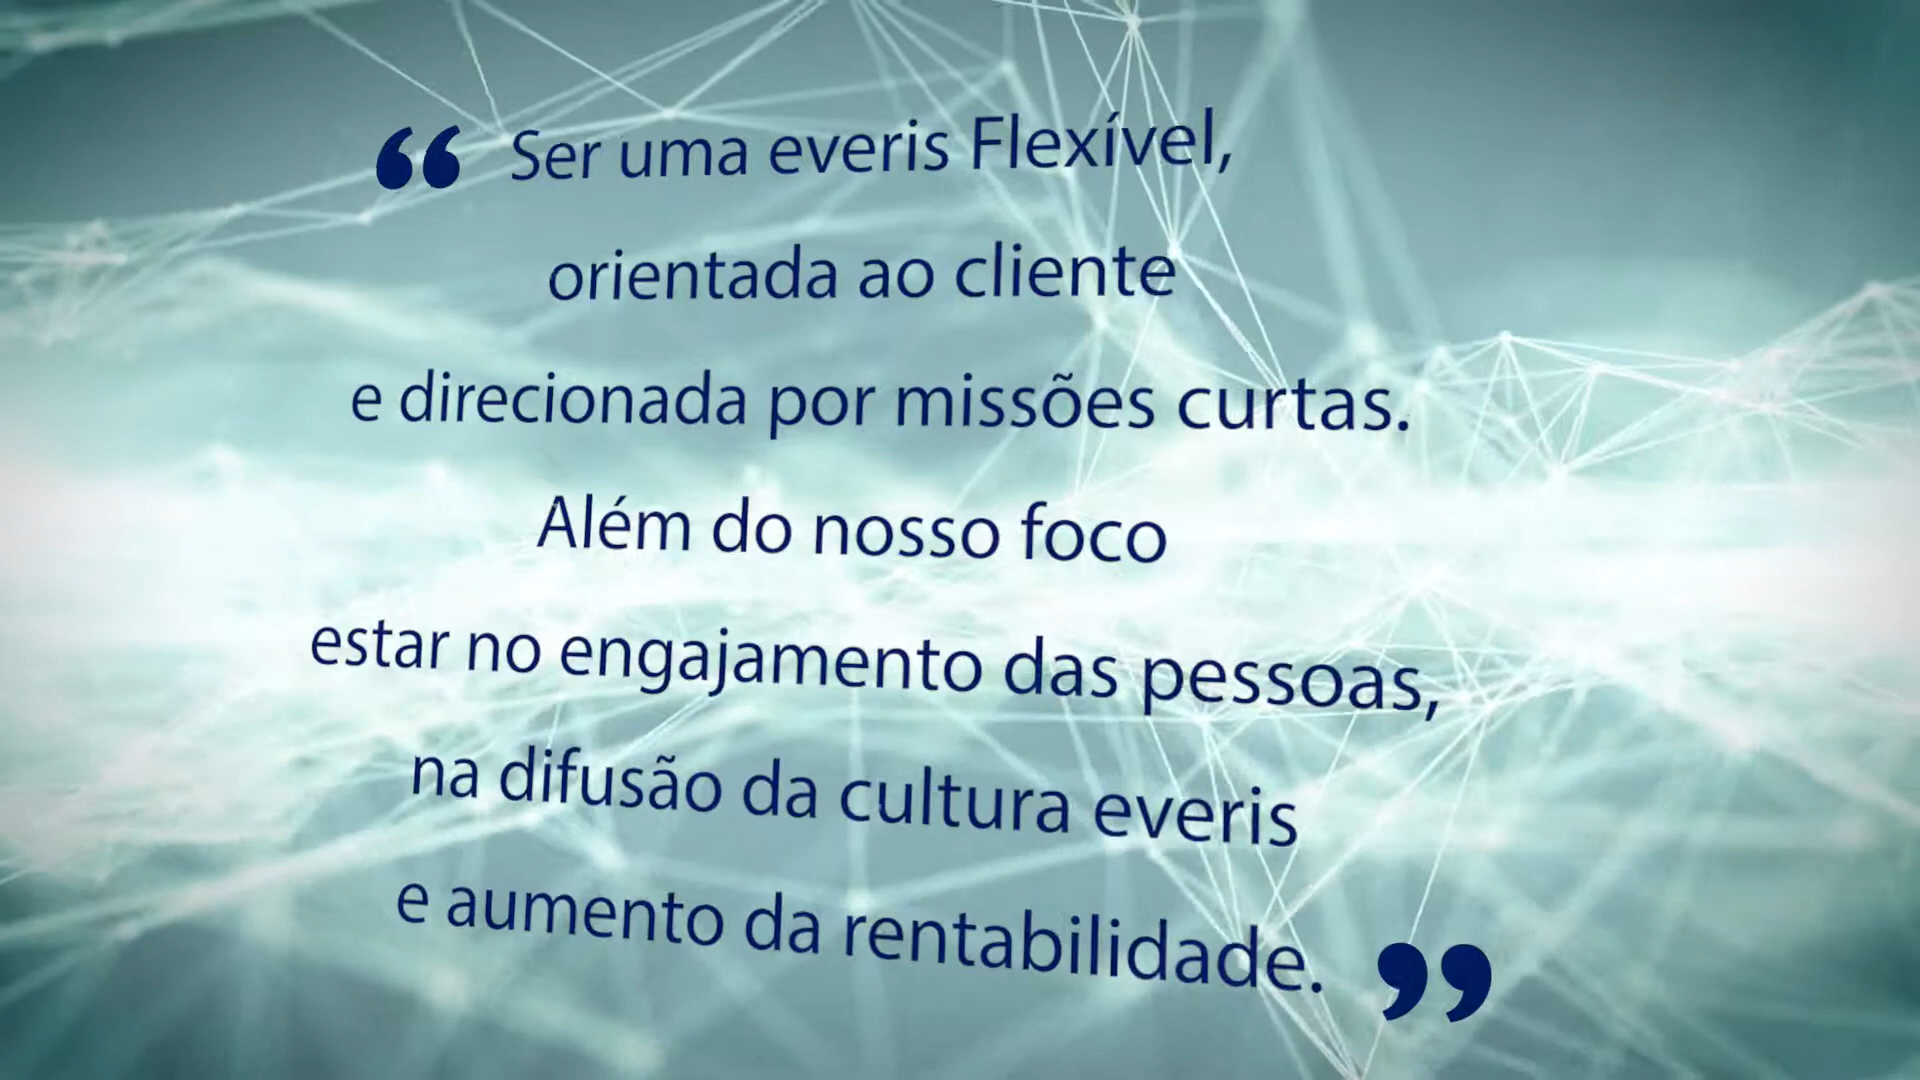 “ Ser uma everis Flexível,
orientada ao cliente
e direcionada por missões curtas.
Além do nosso foco
estar no engajamento das pessoas,
na difusão da cultura everis
e aumento da rentabilidade. ”